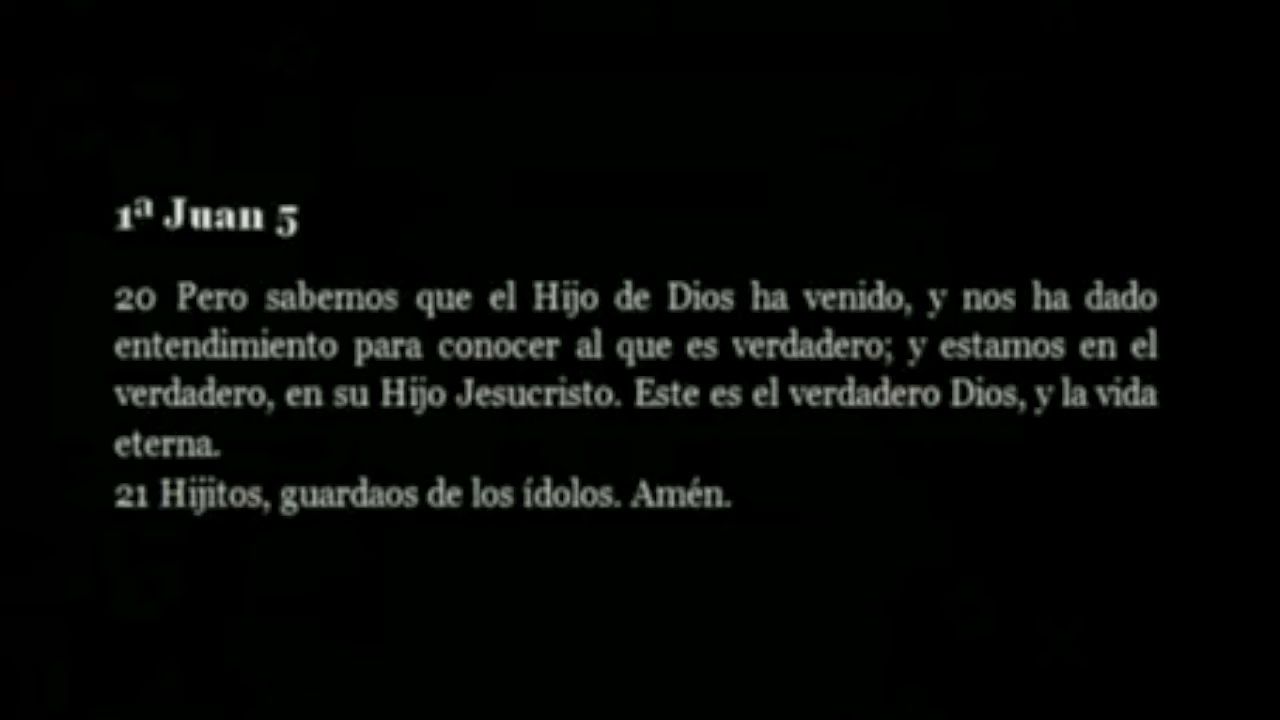 1ª Juan 5
20 Pero sabemos que el Hijo de Dios ha venido, y nos ha dado
entendimiento para conocer al que es verdadero; y estamos en el
verdadero, en su Hijo Jesucristo. Este es el verdadero Dios, y la vida
eterna.
21 Hijitos, guardaos de los ídolos. Amén.